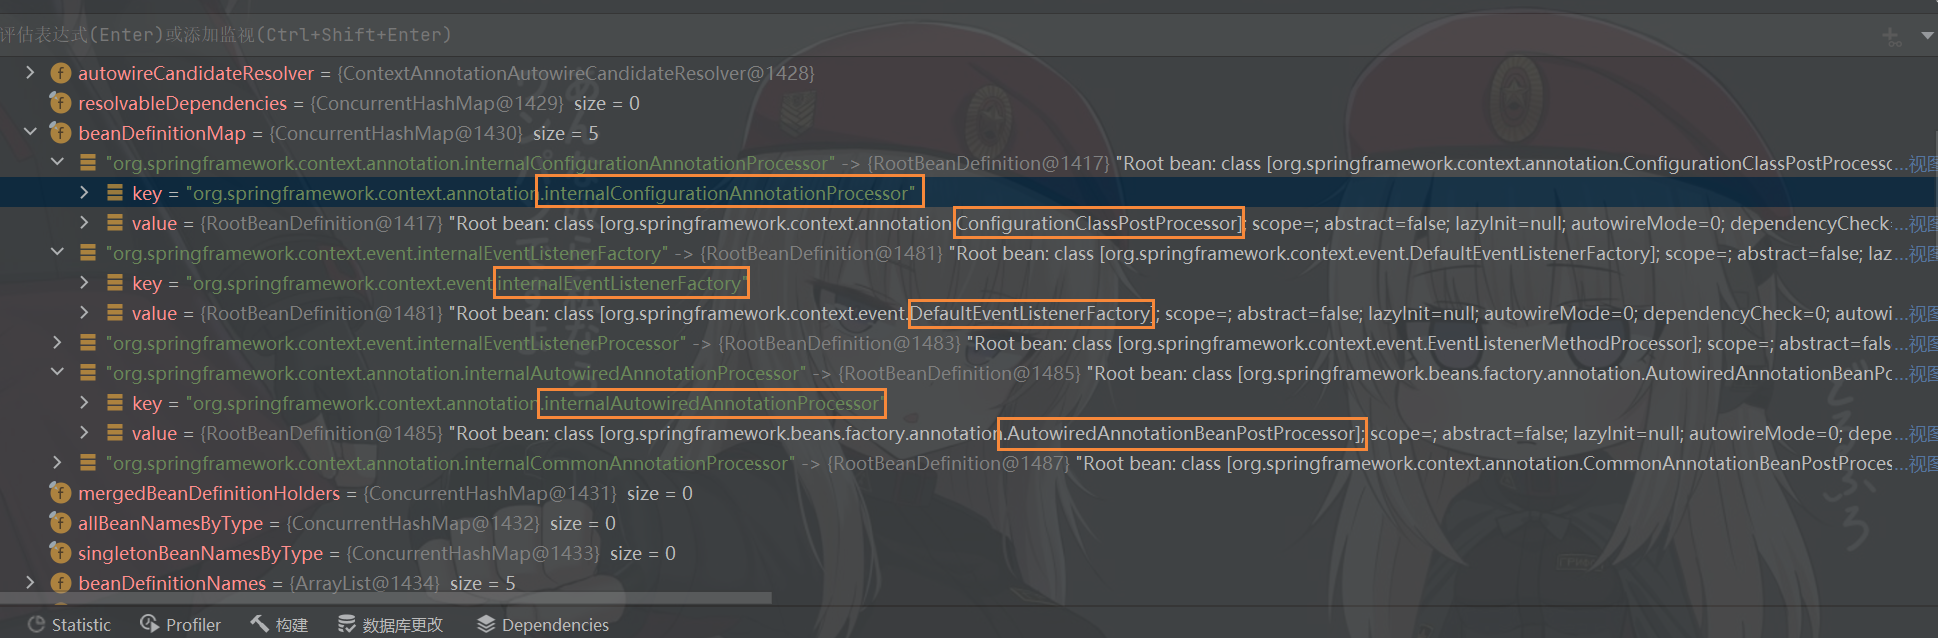 评估表达式(Enter)或添加监视(Ctrl+Shift+Enter)
autowireCandidateResolver = {ContextAnnotationAutowireCandidateResolver@1428}
resolvableDependencies = {ConcurrentHashMap@1429} size = 0
beanDefinitionMap = {ConcurrentHashMap@1430} size = 5
"org.springframework.context.annotation.internalConfigurationAnnotationProcessor" -> {RootBeanDefinition@1417} "Root bean: class [org.springframework.context.annotation.ConfigurationClassPostProcessc ...视图
key = "org.springframework.context.annotation.internalConfigurationAnnotationProcessor"
value = {RootBeanDefinition@1417} "Root bean: class [org.springframework.context.annotation.ConfigurationClassPostProcessor]; scope=; abstract=false; lazyInit=null; autowireMode=0; dependencyCheck= ...视图
"org.springframework.context.event.internalEventListenerFactory" -> {RootBeanDefinition@1481} "Root bean: class [org.springframework.context.event.DefaultEventListenerFactory]; scope=; abstract=false; laz ...视图
key = "org.springframework.context.event.internalEventListenerFactory"
value = {RootBeanDefinition@1481} "Root bean: class [org.springframework.context.event.DefaultEventListenerFactory]; scope=; abstract=false; lazyInit=null; autowireMode=0; dependencyCheck=0; autowi ...视图
"org.springframework.context.event.internalEventListenerProcessor" -> {RootBeanDefinition@1483} "Root bean: class [org.springframework.context.event.EventListenerMethodProcessor]; scope=; abstract=fals ...视图
"org.springframework.context.annotation.internalAutowiredAnnotationProcessor" -> {RootBeanDefinition@1485} "Root bean: class [org.springframework.beans.factory.annotation.AutowiredAnnotationBeanPc ...视图
key = "org.springframework.context.annotation.internalAutowiredAnnotationProcessor"
value = {RootBeanDefinition@1485} "Root bean: class [org.springframework.beans.factory.annotation.AutowiredAnnotationBeanPostProcessor]; scope=; abstract=false; lazyInit=null; autowireMode=0; depe ...视图
"org.springframework.context.annotation.internalCommonAnnotationProcessor" -> {RootBeanDefinition@1487} "Root bean: class [org.springframework.context.annotation.CommonAnnotationBeanPostProces ...视图
mergedBeanDefinitionHolders = {ConcurrentHashMap@1431} size = 0
allBeanNamesByType = {ConcurrentHashMap@1432} size = 0
singletonBeanNamesByType = {ConcurrentHashMap@1433} size = 0
beanDefinitionNames = {ArrayList@1434} size = 5
Statistic Profiler 构建 数据库更改 Dependencies